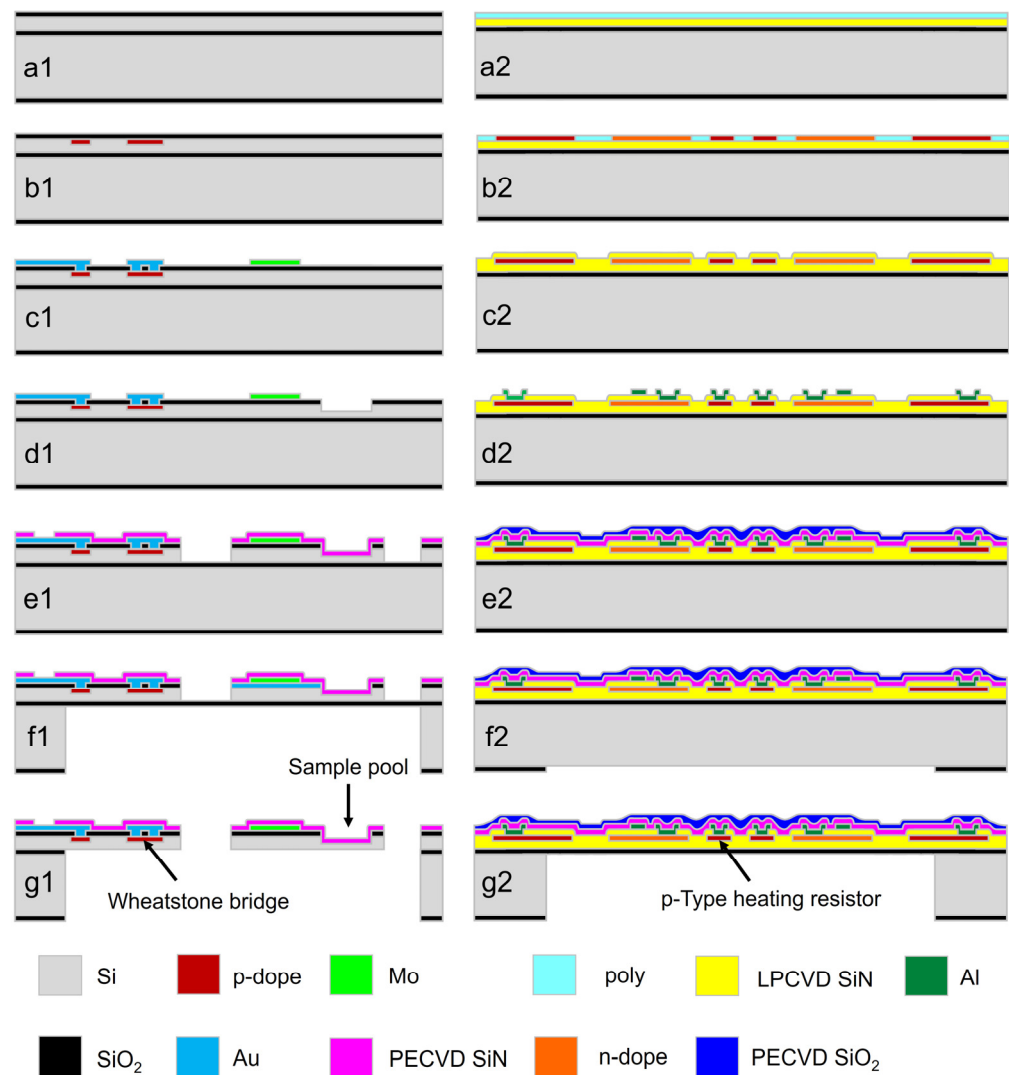 a1
a2
b1
b2
c1
c2
d1
d2
e1
e2
f1
f2
Sample pool
g1
g2
Wheatstone bridge
p-Type heating resistor
Si
p-dope
Mo
poly
LPCVD SiN
Al
SiO₂
Au
PECVD SiN
n-dope
PECVD SiO₂